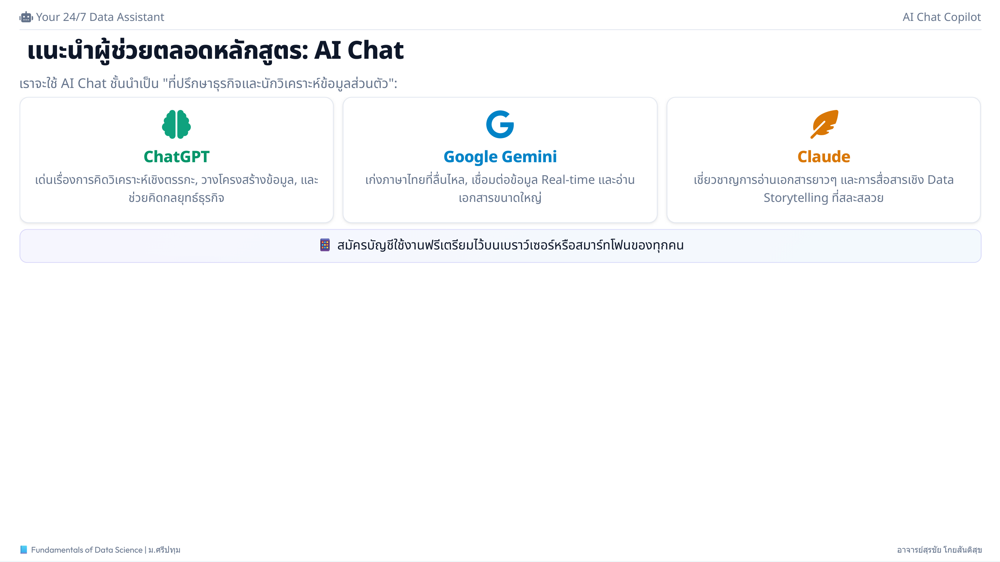 Your 24/7 Data Assistant
AI Chat Copilot
แนะนำผู้ช่วยตลอดหลักสูตร: AI Chat
เราจะใช้ AI Chat ชั้นนำเป็น "ที่ปรึกษาธุรกิจและนักวิเคราะห์ข้อมูลส่วนตัว":
ChatGPT
เด่นเรื่องการคิดวิเคราะห์เชิงตรรกะ, วางโครงสร้างข้อมูล, และ
ช่วยคิดกลยุทธ์ธุรกิจ
Google Gemini
เก่งภาษาไทยที่ลื่นไหล, เชื่อมต่อข้อมูล Real-time และอ่าน
เอกสารขนาดใหญ่
Claude
เชี่ยวชาญการอ่านเอกสารยาวๆ และการสื่อสารเชิง Data
Storytelling ที่สละสลวย
สมัครบัญชีใช้งานฟรีเตรียมไว้บนเบราว์เซอร์หรือสมาร์ทโฟนของทุกคน
Fundamentals of Data Science | ม.ศรีปทุม
อาจารย์สุรชัย โกยสันติสุข